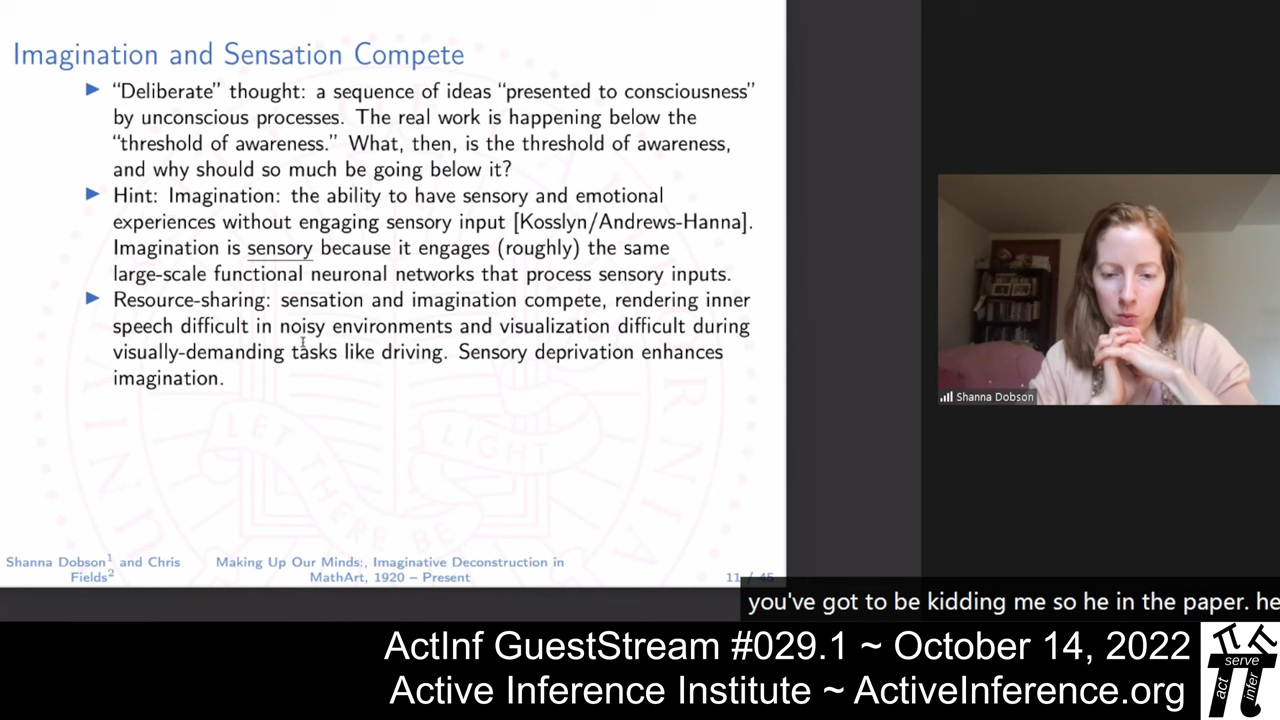 Imagination and Sensation Compete
▶ “Deliberate” thought: a sequence of ideas “presented to consciousness”
by unconscious processes. The real work is happening below the
“threshold of awareness.” What, then, is the threshold of awareness,
and why should so much be going below it?
▶ Hint: Imagination: the ability to have sensory and emotional
experiences without engaging sensory input [Kosslyn/Andrews-Hanna].
Imagination is sensory because it engages (roughly) the same
large-scale functional neuronal networks that process sensory inputs.
▶ Resource-sharing: sensation and imagination compete, rendering inner
speech difficult in noisy environments and visualization difficult during
visually-demanding tasks like driving. Sensory deprivation enhances
imagination.
LET THERE BE LIGHT
Shanna Dobson
Shanna Dobson¹ and Chris
Fields²
Making Up Our Minds:, Imaginative Deconstruction in
MathArt, 1920 – Present
11 / 45
you've got to be kidding me so he in the paper. he
ActInf GuestStream #029.1 ~ October 14, 2022
Active Inference Institute ~ ActiveInference.org
serve
act
infer